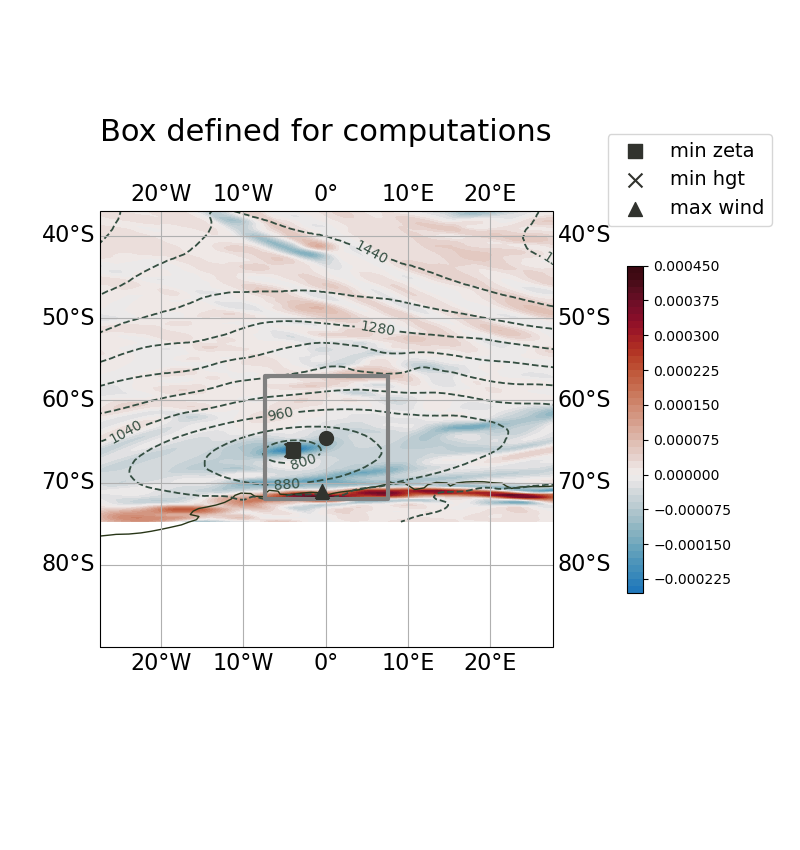 Box defined for computations
min zeta
min hgt
max wind
20°W 10°W 0° 10°E 20°E
40°S 40°S
50°S 50°S
60°S 60°S
70°S 70°S
80°S 80°S
20°W 10°W 0° 10°E 20°E
1440
1280
960
1040
800
880
0.000450
0.000375
0.000300
0.000225
0.000150
0.000075
0.000000
−0.000075
−0.000150
−0.000225